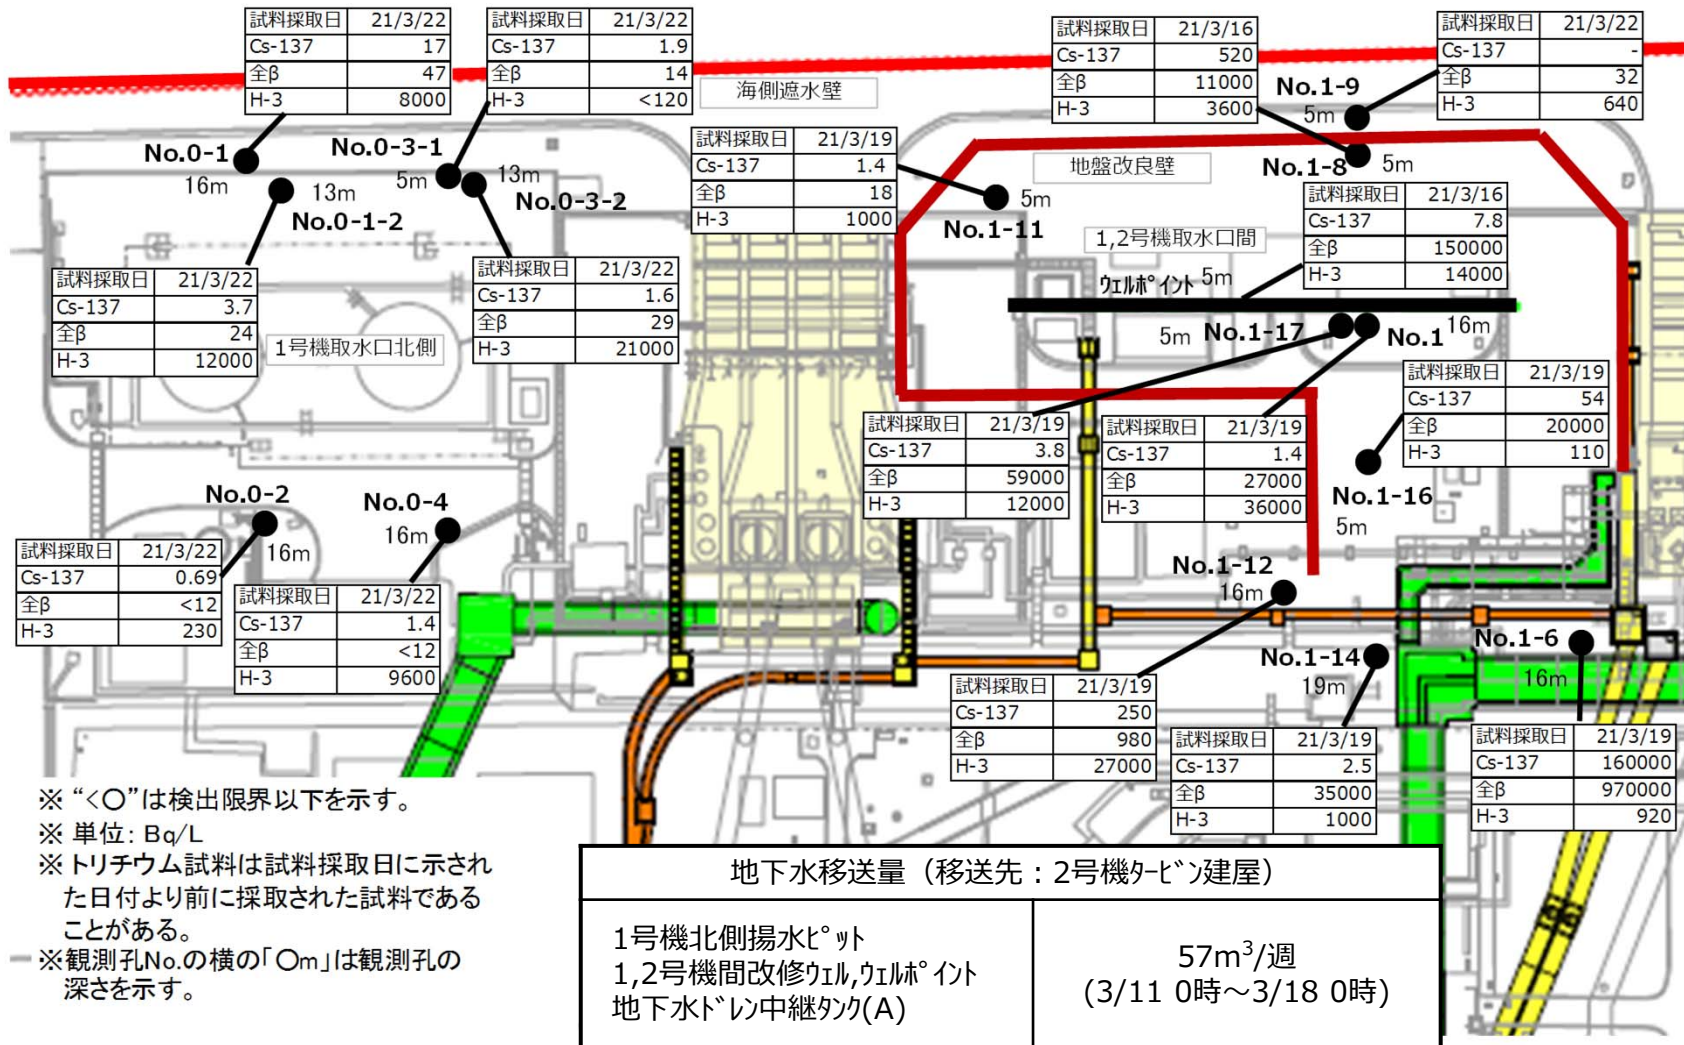 試料採取日 21/3/22
Cs-137 17
全β 47
H-3 8000
試料採取日 21/3/22
Cs-137 1.9
全β 14
H-3 <120
試料採取日 21/3/16
Cs-137 520
全β 11000
H-3 3600
試料採取日 21/3/22
Cs-137 -
全β 32
H-3 640
海側遮水壁
No.1-9
5m
No.0-1
16m
No.0-3-1
5m
13m
No.0-1-2
13m
No.0-3-2
試料採取日 21/3/19
Cs-137 1.4
全β 18
H-3 1000
5m
No.1-11
地盤改良壁
No.1-8
5m
試料採取日 21/3/16
Cs-137 7.8
全β 150000
H-3 14000
1,2号機取水口間
ウェルポイント 5m
試料採取日 21/3/22
Cs-137 3.7
全β 24
H-3 12000
1号機取水口北側
試料採取日 21/3/22
Cs-137 1.6
全β 29
H-3 21000
5m
No.1-17
No.1
16m
試料採取日 21/3/19
Cs-137 54
全β 20000
H-3 110
試料採取日 21/3/19
Cs-137 3.8
全β 59000
H-3 12000
試料採取日 21/3/19
Cs-137 1.4
全β 27000
H-3 36000
No.1-16
5m
No.0-2
16m
No.0-4
16m
試料採取日 21/3/22
Cs-137 0.69
全β <12
H-3 230
試料採取日 21/3/22
Cs-137 1.4
全β <12
H-3 9600
No.1-12
16m
No.1-14
19m
No.1-6
16m
試料採取日 21/3/19
Cs-137 250
全β 980
H-3 27000
試料採取日 21/3/19
Cs-137 2.5
全β 35000
H-3 1000
試料採取日 21/3/19
Cs-137 160000
全β 970000
H-3 920
※ “<〇”は検出限界以下を示す。
※ 単位: Bq/L
※ トリチウム試料は試料採取日に示され
た日付より前に採取された試料である
ことがある。
※観測孔No.の横の「〇m」は観測孔の
深さを示す。
地下水移送量（移送先：2号機タービン建屋）
1号機北側揚水ピット
1,2号機間改修ウェル,ウェルポイント
地下水ドレン中継タンク(A)
57m³/週
(3/11 0時～3/18 0時)